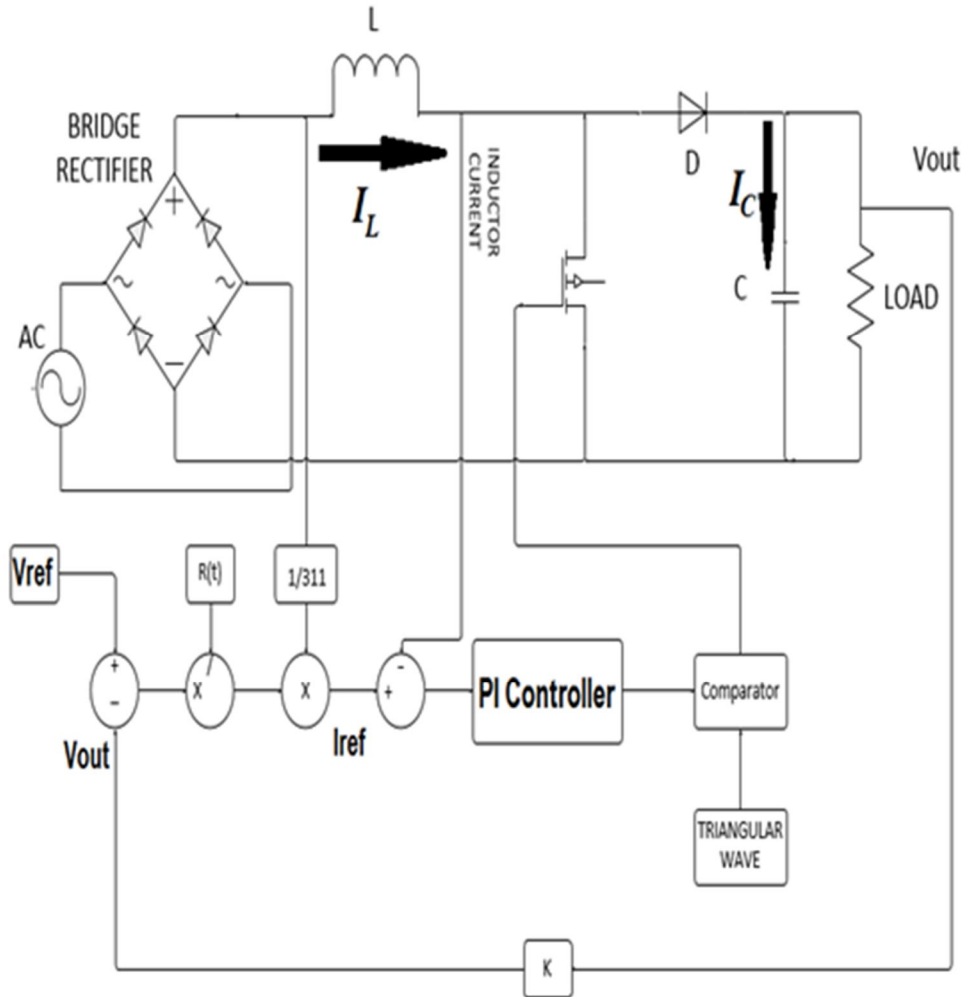 L
BRIDGE
RECTIFIER
+
~
~
−
AC
I_L
INDUCTOR
CURRENT
D
I_C
C
Vout
LOAD
Vref
R(t)
1/311
+
−
X
X
−
+
Vout
Iref
PI Controller
Comparator
TRIANGULAR
WAVE
K